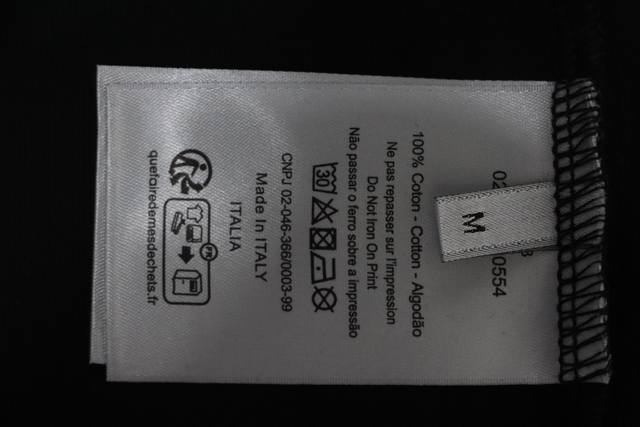 M
100% Coton - Cotton - Algodão
Ne pas repasser sur l'impression
Do Not Iron On Print
Não passar o ferro sobre a impressão
30
CNPJ 02-046-366/0003-99
Made In ITALY
ITALIA
FR
quefairedemesdechets.fr